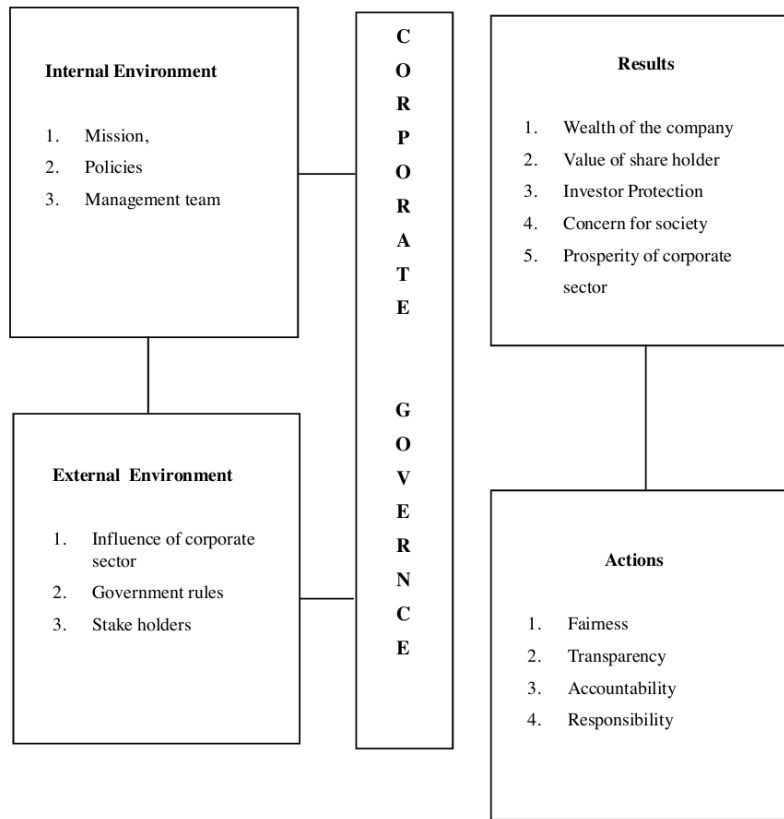 Internal Environment
1. Mission,
2. Policies
3. Management team
External Environment
1. Influence of corporate
sector
2. Government rules
3. Stake holders
C
O
R
P
O
R
A
T
E
G
O
V
E
R
N
C
E
Results
1. Wealth of the company
2. Value of share holder
3. Investor Protection
4. Concern for society
5. Prosperity of corporate
sector
Actions
1. Fairness
2. Transparency
3. Accountability
4. Responsibility